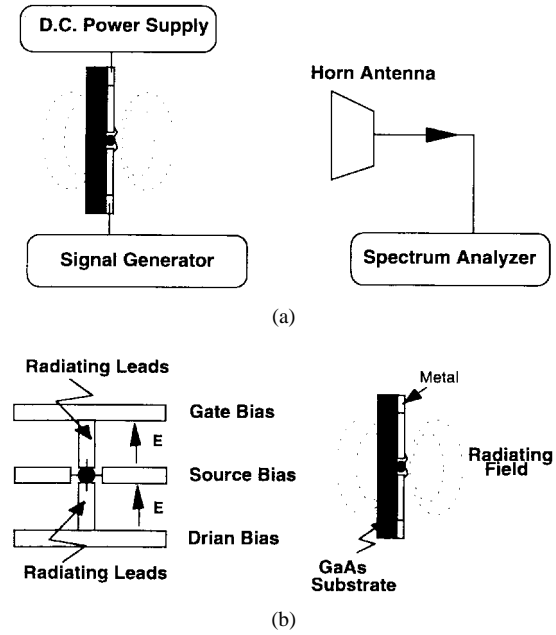 D.C. Power Supply
Horn Antenna
Signal Generator
Spectrum Analyzer
(a)
Radiating Leads
Gate Bias
E
Source Bias
E
Drian Bias
Radiating Leads
Metal
Radiating
Field
GaAs
Substrate
(b)